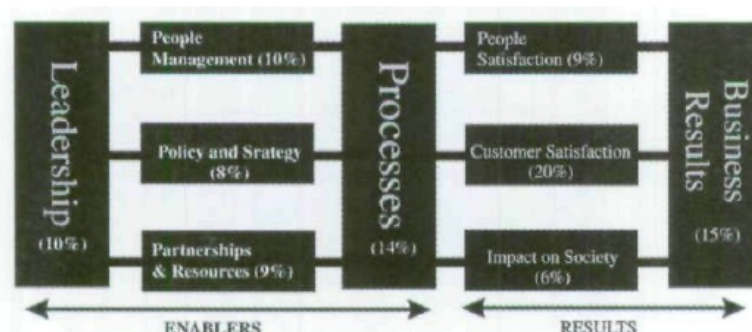 Leadership
(10%)
People
Management (10%)
Policy and Srategy
(8%)
Partnerships
& Resources (9%)
Processes
(14%)
People
Satisfaction (9%)
Customer Satisfaction
(20%)
Impact on Society
(6%)
Business
Results
(15%)
ENABLERS
RESULTS